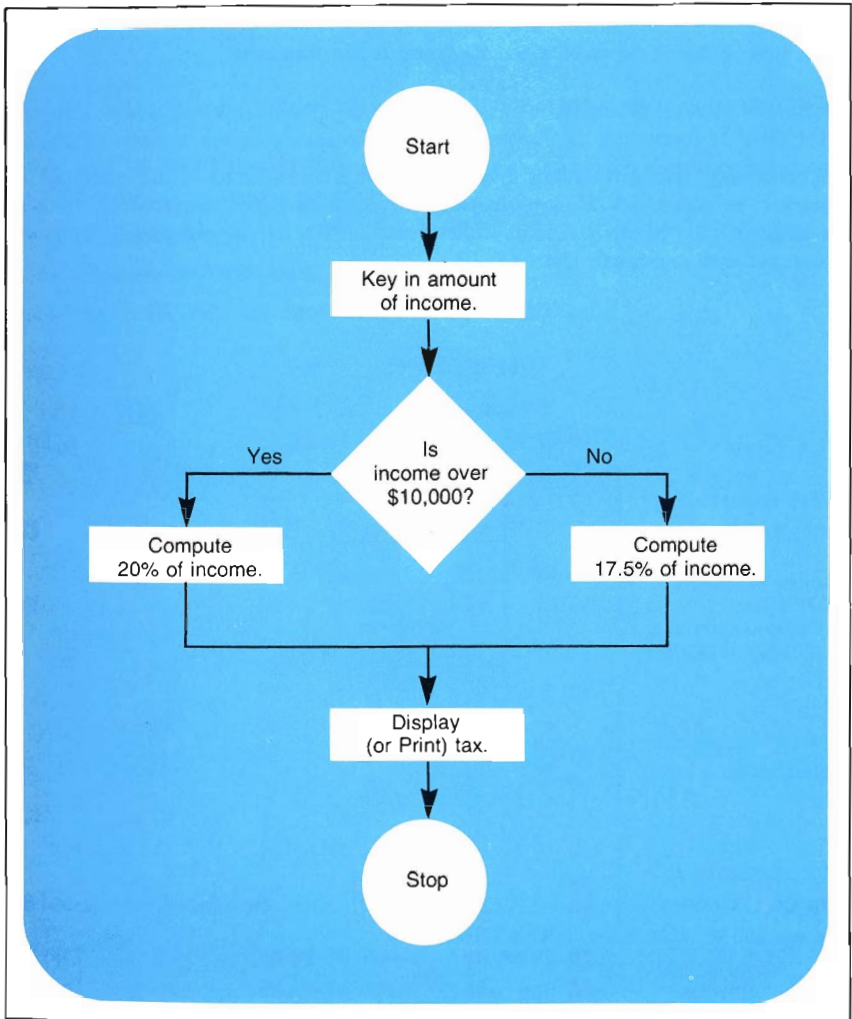 Start
Key in amount
of income.
Is
income over
$10,000?
Yes
No
Compute
20% of income.
Compute
17.5% of income.
Display
(or Print) tax.
Stop